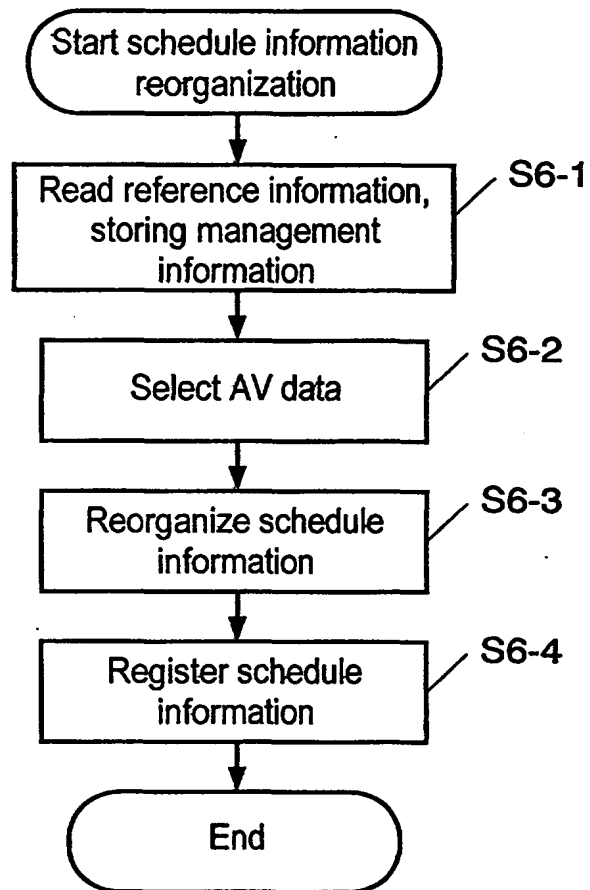 Start schedule information
reorganization
Read reference information,
storing management
information
S6-1
Select AV data
S6-2
Reorganize schedule
information
S6-3
Register schedule
information
S6-4
End